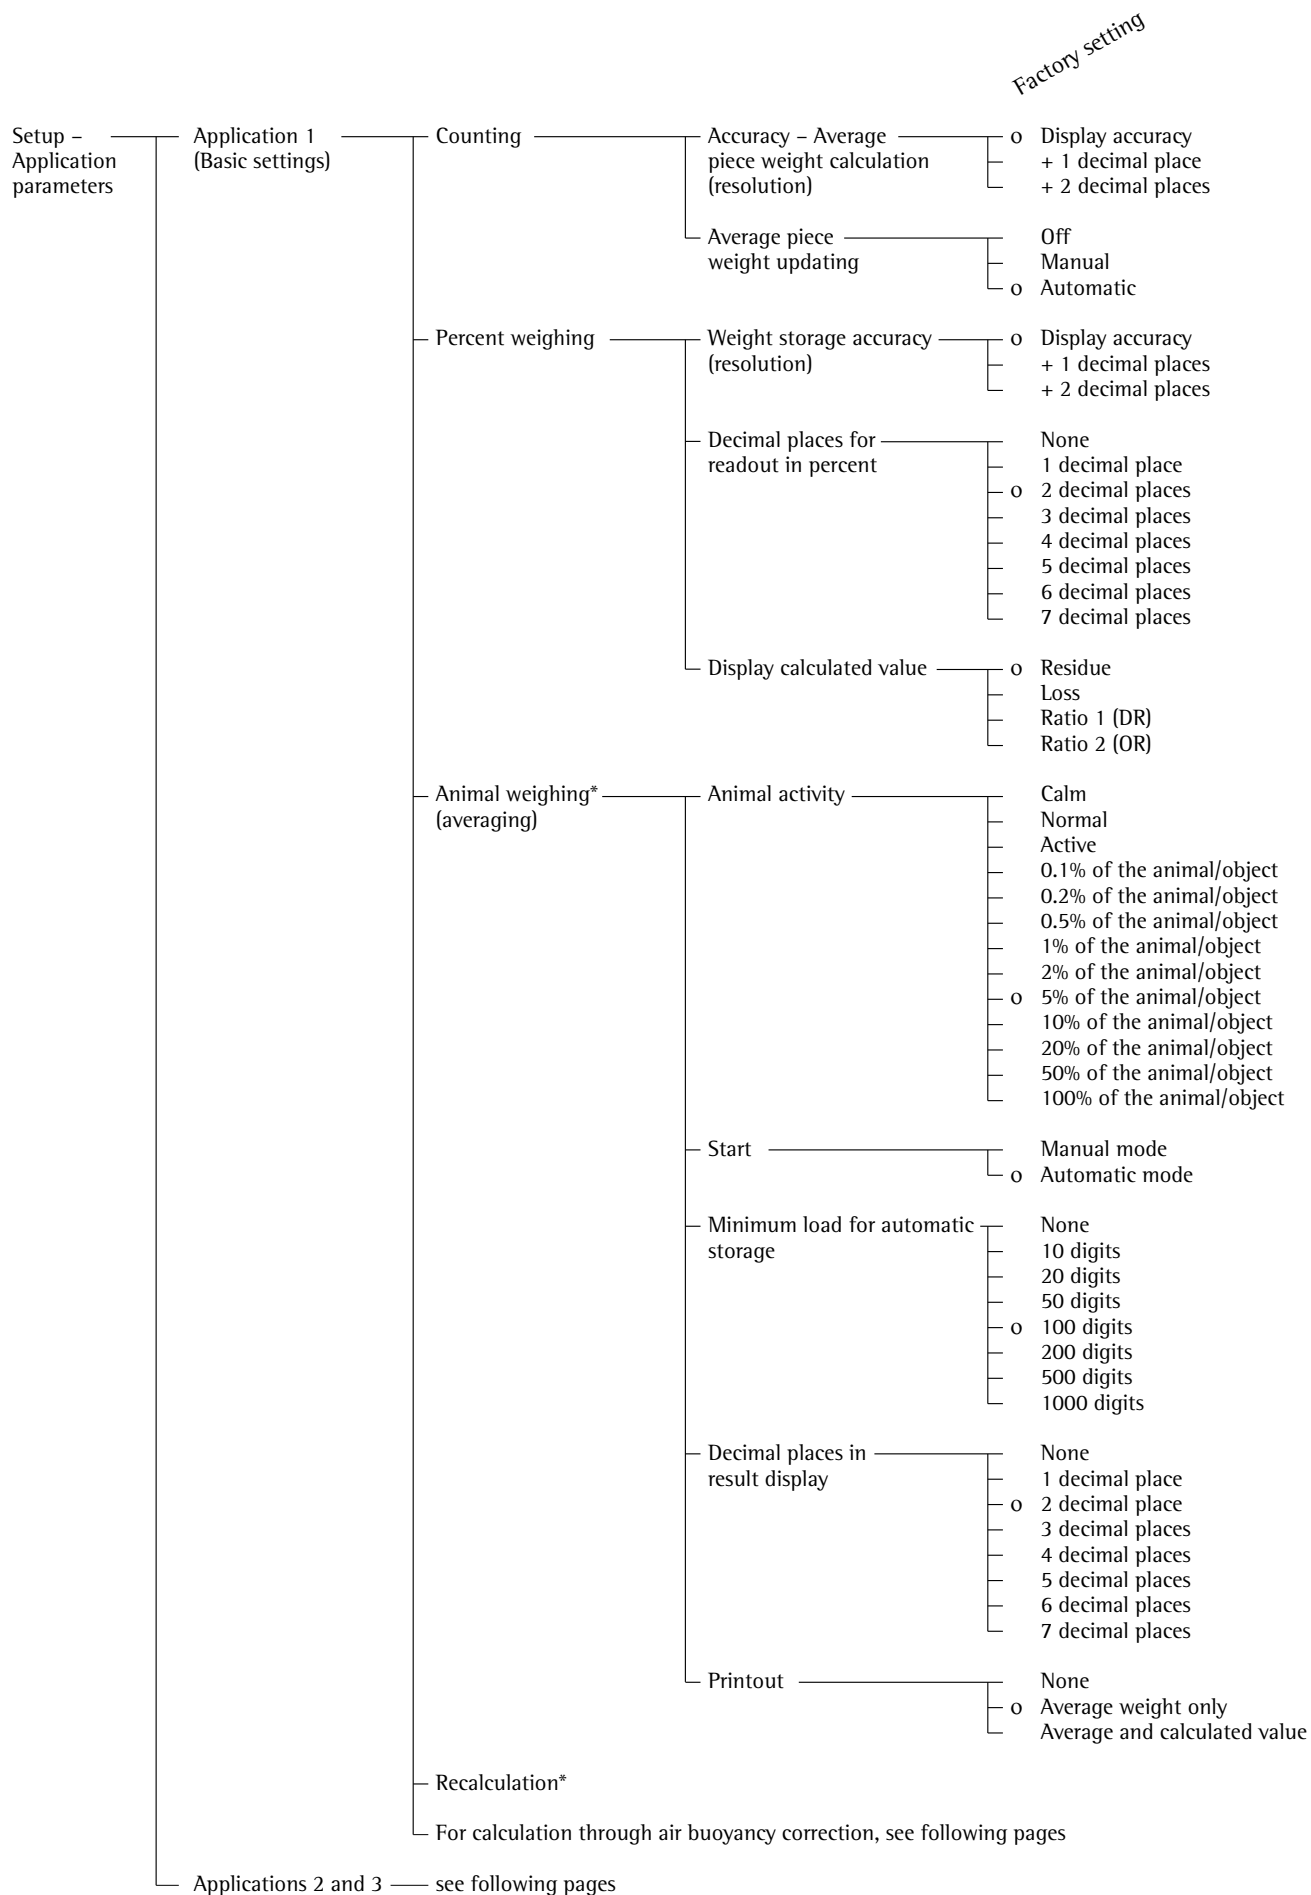 Factory setting
Setup –
Application
parameters
Application 1
(Basic settings)
Counting
Accuracy – Average
piece weight calculation
(resolution)
o Display accuracy
+ 1 decimal place
+ 2 decimal places
Average piece
weight updating
Off
Manual
o Automatic
Percent weighing
Weight storage accuracy
(resolution)
o Display accuracy
+ 1 decimal places
+ 2 decimal places
Decimal places for
readout in percent
None
1 decimal place
o 2 decimal places
3 decimal places
4 decimal places
5 decimal places
6 decimal places
7 decimal places
Display calculated value
o Residue
Loss
Ratio 1 (DR)
Ratio 2 (OR)
Animal weighing*
(averaging)
Animal activity
Calm
Normal
Active
0.1% of the animal/object
0.2% of the animal/object
0.5% of the animal/object
1% of the animal/object
2% of the animal/object
o 5% of the animal/object
10% of the animal/object
20% of the animal/object
50% of the animal/object
100% of the animal/object
Start
Manual mode
o Automatic mode
Minimum load for automatic
storage
None
10 digits
20 digits
50 digits
o 100 digits
200 digits
500 digits
1000 digits
Decimal places in
result display
None
1 decimal place
o 2 decimal place
3 decimal places
4 decimal places
5 decimal places
6 decimal places
7 decimal places
Printout
None
o Average weight only
Average and calculated value
Recalculation*
For calculation through air buoyancy correction, see following pages
Applications 2 and 3
see following pages